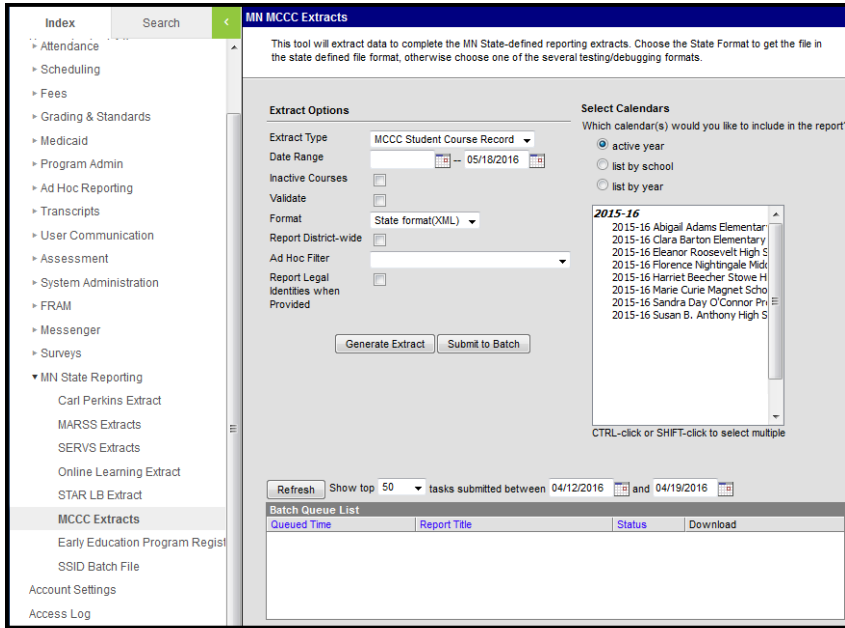 Index
Search
Attendance
Scheduling
Fees
Grading & Standards
Medicaid
Program Admin
Ad Hoc Reporting
Transcripts
User Communication
Assessment
System Administration
FRAM
Messenger
Surveys
MN State Reporting
Carl Perkins Extract
MARSS Extracts
SERVS Extracts
Online Learning Extract
STAR LB Extract
MCCC Extracts
Early Education Program Regist
SSID Batch File
Account Settings
Access Log
MN MCCC Extracts
This tool will extract data to complete the MN State-defined reporting extracts. Choose the State Format to get the file in
the state defined file format, otherwise choose one of the several testing/debugging formats.
Extract Options
Extract Type MCCC Student Course Record
Date Range – 05/18/2016
Inactive Courses
Validate
Format State format(XML)
Report District-wide
Ad Hoc Filter
Report Legal
Identities when
Provided
Generate Extract Submit to Batch
Select Calendars
Which calendar(s) would you like to include in the report?
active year
list by school
list by year
2015-16
2015-16 Abigail Adams Elementar
2015-16 Clara Barton Elementary
2015-16 Eleanor Roosevelt High S
2015-16 Florence Nightingale Midd
2015-16 Harriet Beecher Stowe H
2015-16 Marie Curie Magnet Scho
2015-16 Sandra Day O'Connor Pr
2015-16 Susan B. Anthony High S
CTRL-click or SHIFT-click to select multiple
Refresh Show top 50 tasks submitted between 04/12/2016 and 04/19/2016
Batch Queue List
Queued Time Report Title Status Download